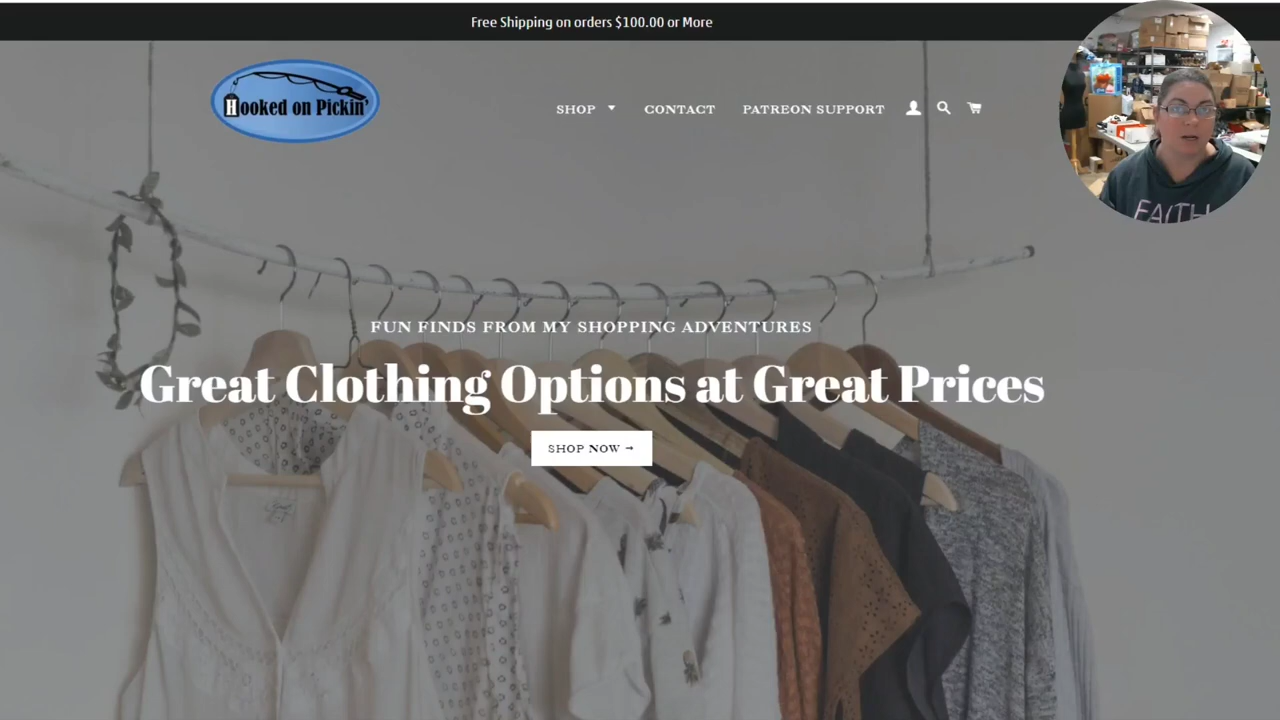 Free Shipping on orders $100.00 or More
Hooked on Pickin'
SHOP CONTACT PATREON SUPPORT
FAITH
FUN FINDS FROM MY SHOPPING ADVENTURES
Great Clothing Options at Great Prices
SHOP NOW →